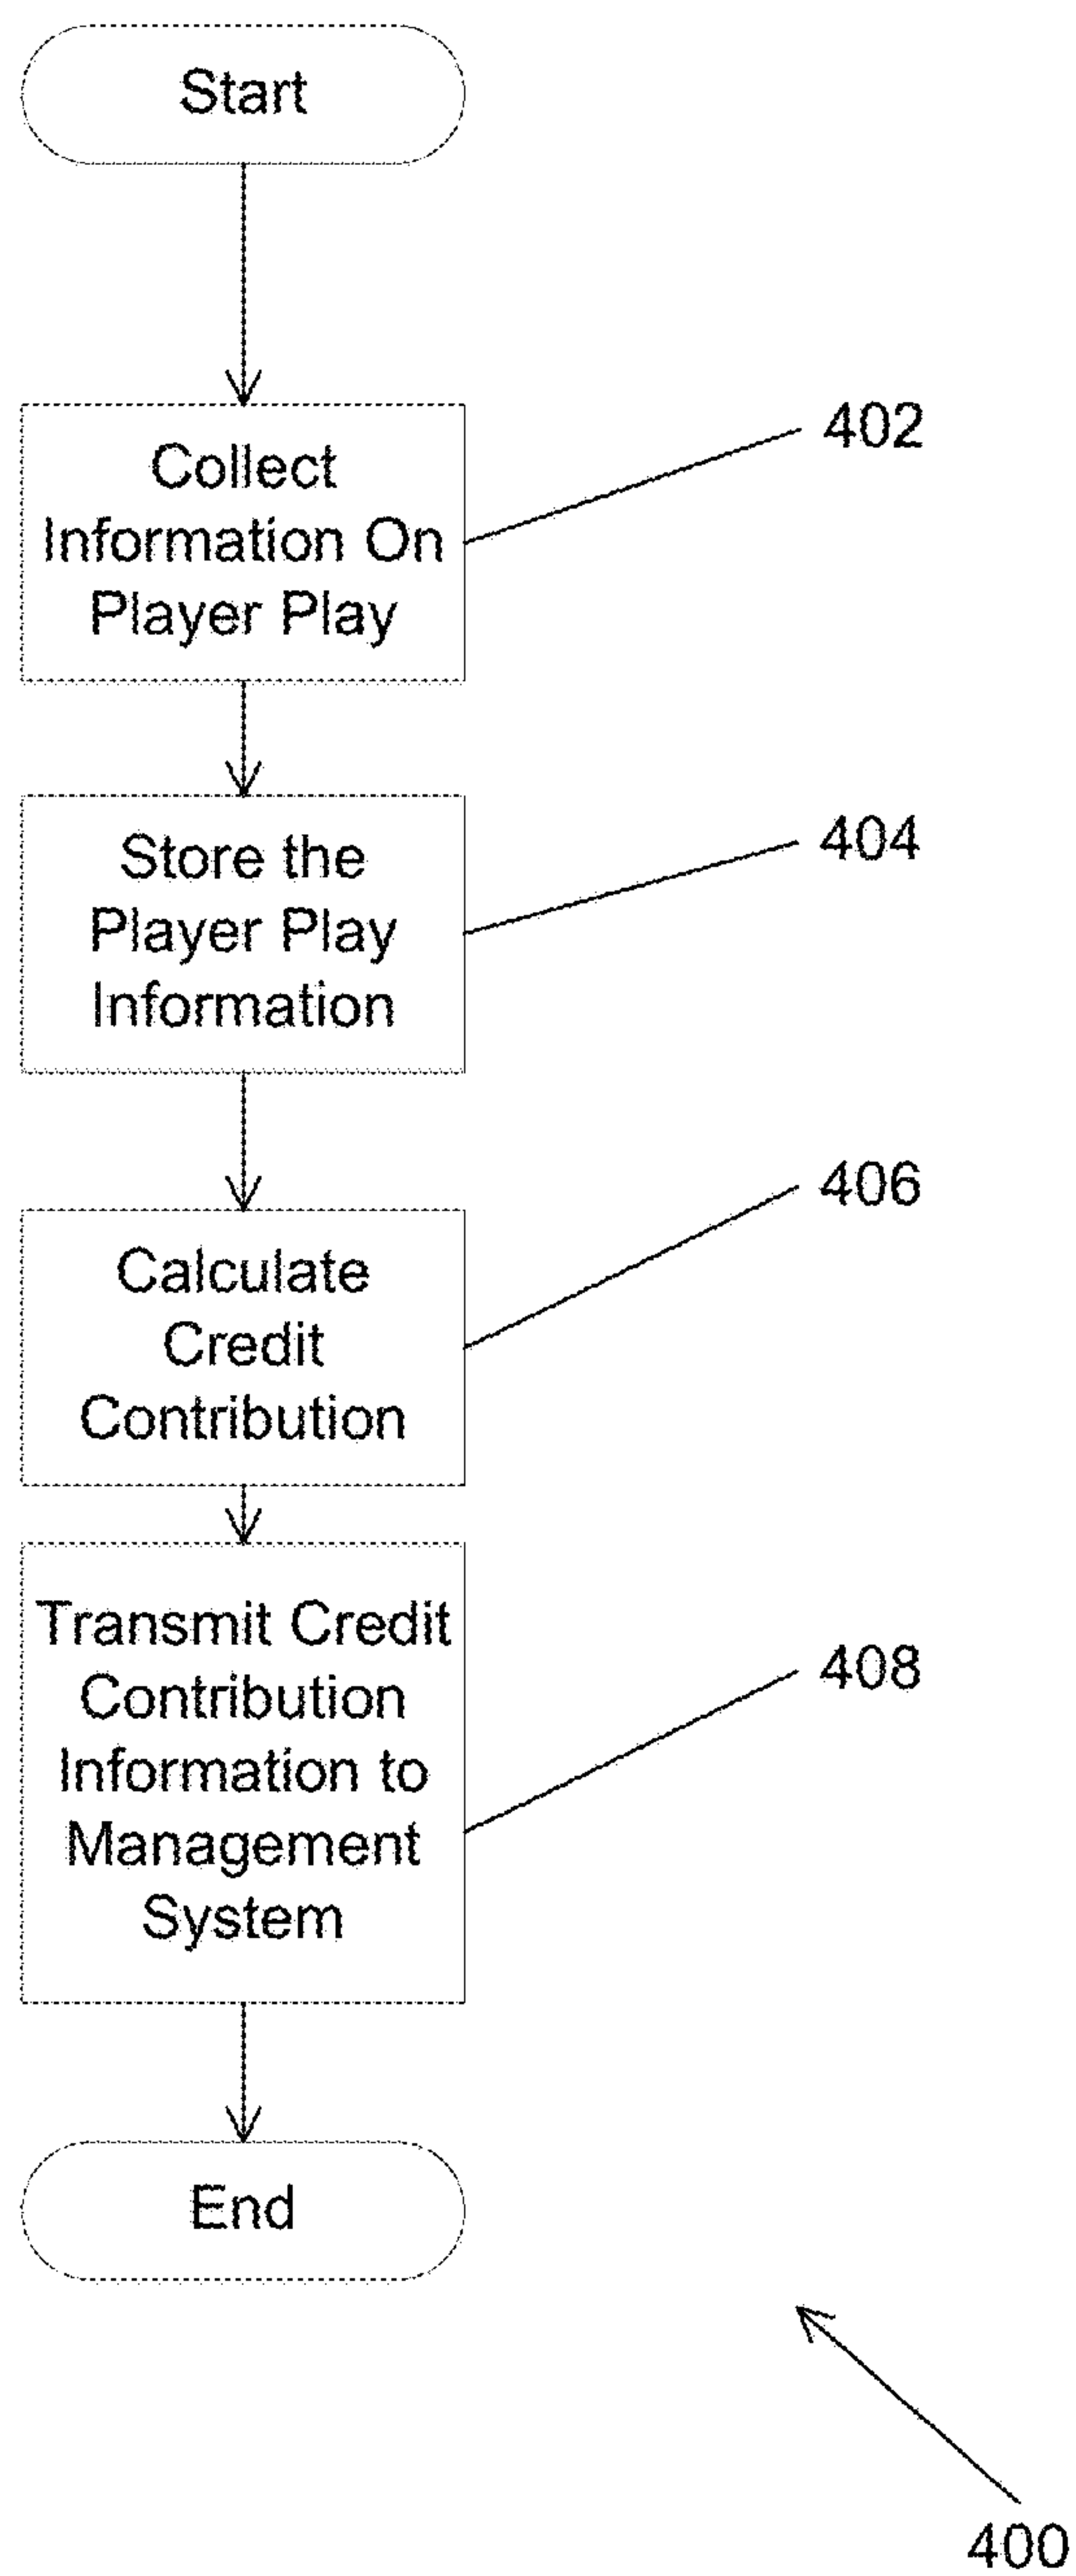 Start
Collect
Information On
Player Play
402
Store the
Player Play
Information
404
Calculate
Credit
Contribution
406
Transmit Credit
Contribution
Information to
Management
System
408
End
400